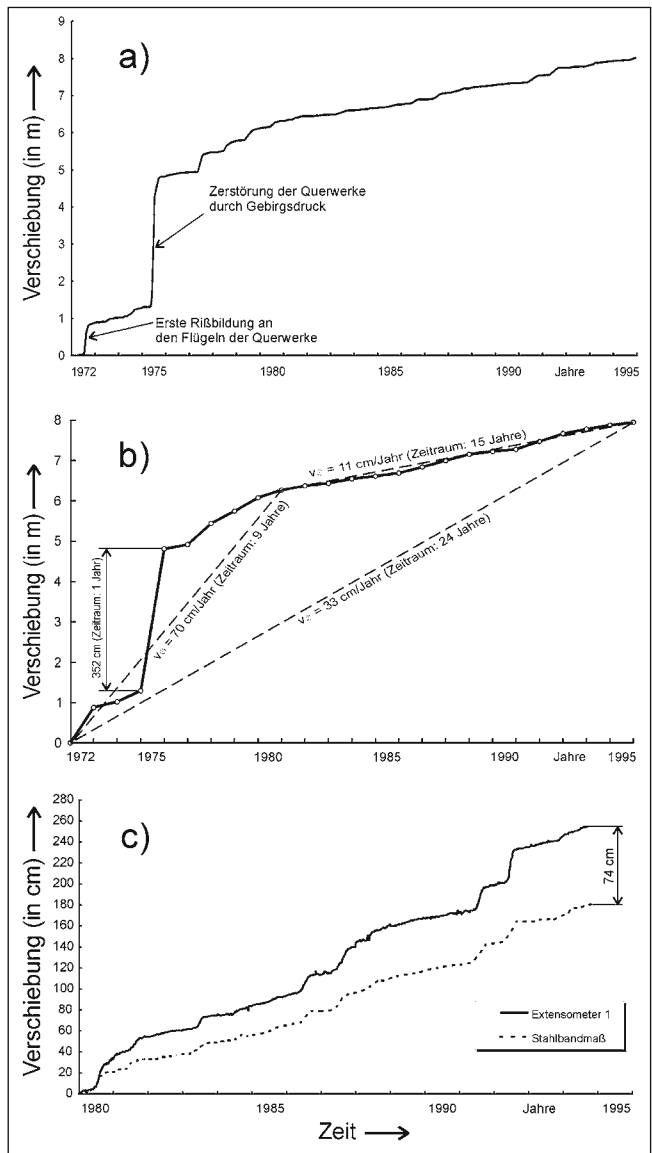 a)
Verschiebung (in m)
9
8
7
6
5
4
3
2
1
0
Zerstörung der Querwerke
durch Gebirgsdruck
Erste Rißbildung an
den Flügeln der Querwerke
1972 1975 1980 1985 1990 Jahre 1995
b)
Verschiebung (in m)
8
7
6
5
4
3
2
1
0
352 cm (Zeitraum: 1 Jahr)
v∅ = 70 cm/Jahr (Zeitraum: 9 Jahre)
v∅ = 11 cm/Jahr (Zeitraum: 15 Jahre)
v∅ = 33 cm/Jahr (Zeitraum: 24 Jahre)
1972 1975 1980 1985 1990 Jahre 1995
c)
Verschiebung (in cm)
280
260
240
220
200
180
160
140
120
100
80
60
40
20
0
74 cm
Extensometer 1
Stahlbandmaß
1980 1985 1990 Jahre 1995
Zeit